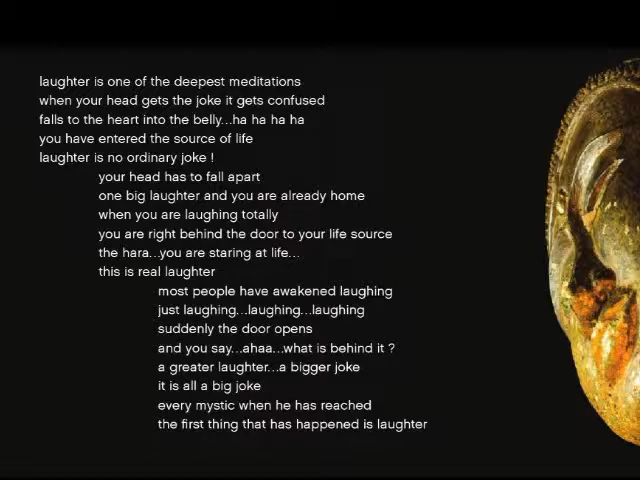 laughter is one of the deepest meditations
when your head gets the joke it gets confused
falls to the heart into the belly...ha ha ha ha
you have entered the source of life
laughter is no ordinary joke !
your head has to fall apart
one big laughter and you are already home
when you are laughing totally
you are right behind the door to your life source
the hara...you are staring at life...
this is real laughter
most people have awakened laughing
just laughing...laughing...laughing
suddenly the door opens
and you say...ahaa...what is behind it ?
a greater laughter...a bigger joke
it is all a big joke
every mystic when he has reached
the first thing that has happened is laughter